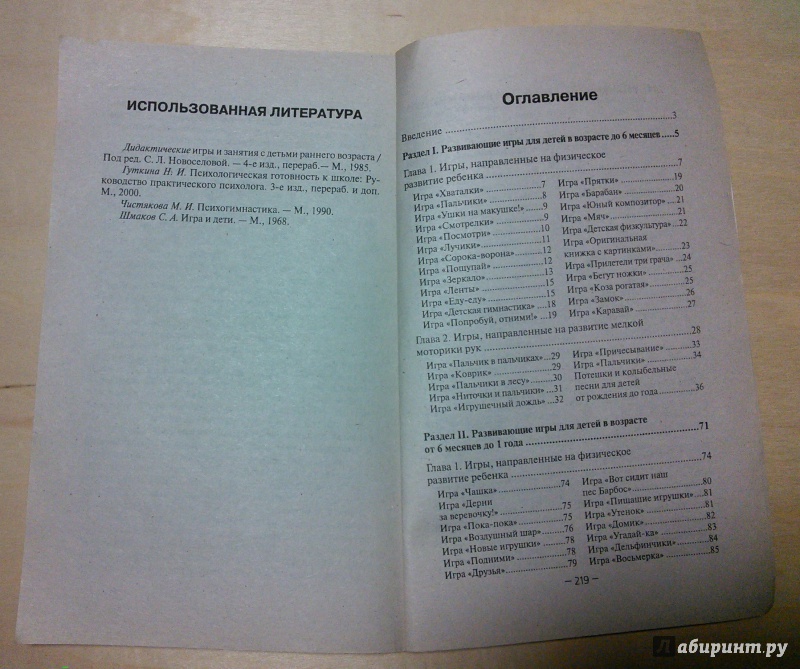 ИСПОЛЬЗОВАННАЯ ЛИТЕРАТУРА
Дидактические игры и занятия с детьми раннего возраста /
Под ред. С. Л. Новоселовой. — 4-е изд., перераб.— М., 1985.
Гуткина Н. И. Психологическая готовность к школе: Ру-
ководство практического психолога. 3-е изд., перераб. и доп.
М., 2000.
Чистякова М. И. Психогимнастика. — М., 1990.
Шмаков С. А. Игра и дети. — М., 1968.
Оглавление
Введение ........ 3
Раздел I. Развивающие игры для детей в возрасте до 6 месяцев ..... 5
Глава 1. Игры, направленные на физическое
развитие ребенка ........ 7
Игра «Хваталки» ........ 7
Игра «Пальчики» ........ 8
Игра «Ушки на макушке!» ..... 9
Игра «Смотрелки» ........ 9
Игра «Посмотри» ........ 10
Игра «Лучики» ........ 11
Игра «Сорока-ворона» ........ 12
Игра «Пощупай» ........ 12
Игра «Зеркало» ........ 13
Игра «Ленты» ........ 15
Игра «Еду-еду» ........ 15
Игра «Детская гимнастика» .... 18
Игра «Попробуй, отними!» .... 19
Игра «Прятки» ........ 19
Игра «Барабан» ........ 20
Игра «Юный композитор» ..... 21
Игра «Мяч» ........ 21
Игра «Детская физкультура» .... 22
Игра «Оригинальная
книжка с картинками» ........ 23
Игра «Прилетели три грача» .... 24
Игра «Бегут ножки» ........ 25
Игра «Коза рогатая» ........ 25
Игра «Замок» ........ 26
Игра «Каравай» ........ 27
Глава 2. Игры, направленные на развитие мелкой
моторики рук ........ 28
Игра «Пальчик в пальчиках» ... 29
Игра «Коврик» ........ 29
Игра «Пальчики в лесу» ........ 30
Игра «Ниточки и пальчики» .... 31
Игра «Игрушечный дождь» .... 32
Игра «Причесывание» ........ 33
Игра «Пальчики» ........ 34
Потешки и колыбельные
песни для детей
от рождения до года ........ 36
Раздел II. Развивающие игры для детей в возрасте
от 6 месяцев до 1 года ........ 71
Глава 1. Игры, направленные на физическое
развитие ребенка ........ 74
Игра «Чашка» ........ 74
Игра «Дерни
за веревочку!» ........ 75
Игра «Пока-пока» ........ 75
Игра «Воздушный шар» ........ 76
Игра «Новые игрушки» ........ 78
Игра «Подними» ........ 78
Игра «Друзья» ........ 79
Игра «Вот сидит наш
пес Барбос» ........ 80
Игра «Пищащие игрушки» .... 81
Игра «Утенок» ........ 81
Игра «Домик» ........ 82
Игра «Угадай-ка» ........ 83
Игра «Дельфинчики» ........ 84
Игра «Восьмерка» ........ 85
— 219 —
Лабиринт.ру